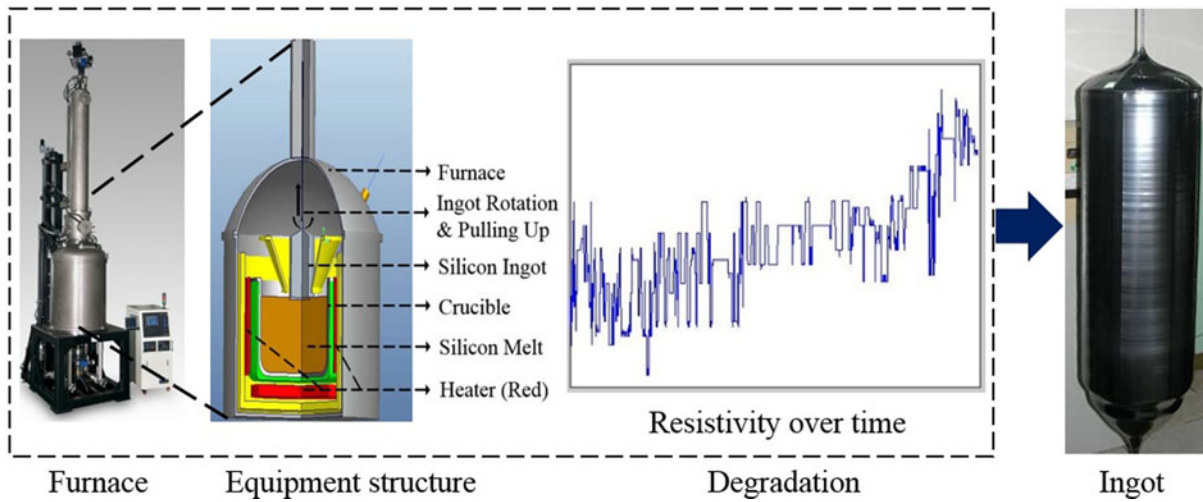 Furnace
Ingot Rotation
& Pulling Up
Silicon Ingot
Crucible
Silicon Melt
Heater (Red)
Resistivity over time
Furnace
Equipment structure
Degradation
Ingot